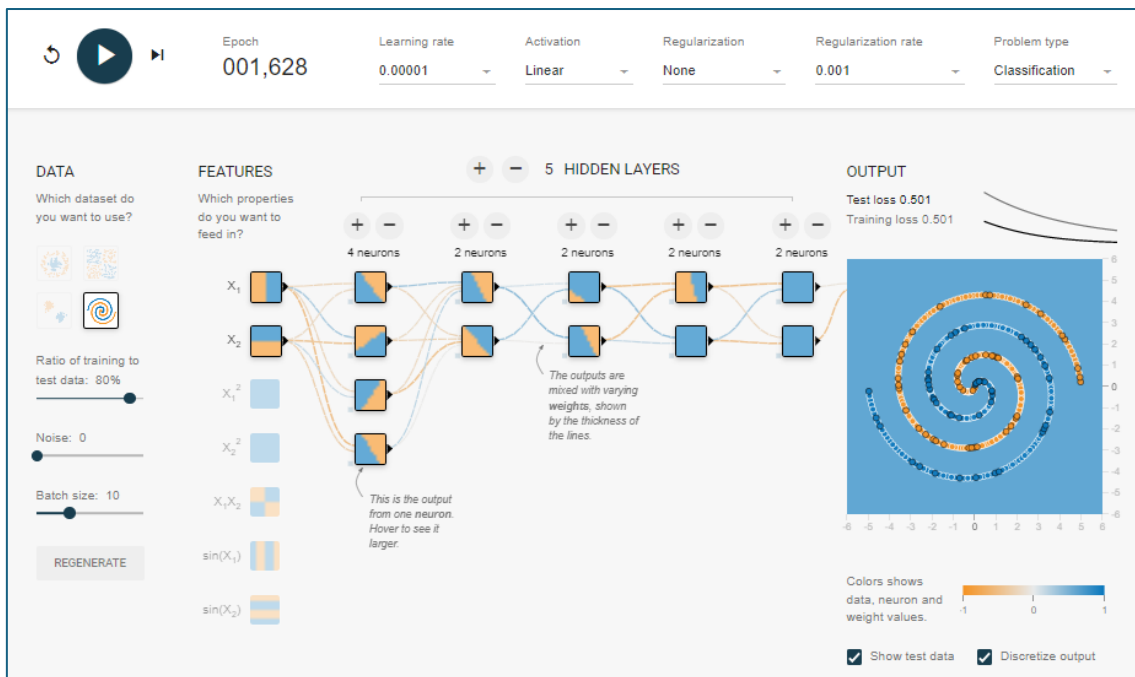 Epoch
001,628
Learning rate
0.00001
Activation
Linear
Regularization
None
Regularization rate
0.001
Problem type
Classification
DATA
Which dataset do
you want to use?
Ratio of training to
test data: 80%
Noise: 0
Batch size: 10
REGENERATE
FEATURES
Which properties
do you want to
feed in?
X₁
X₂
X₁²
X₂²
X₁X₂
sin(X₁)
sin(X₂)
+ − 5 HIDDEN LAYERS
+ − + − + − + − + −
4 neurons 2 neurons 2 neurons 2 neurons 2 neurons
The outputs are
mixed with varying
weights, shown
by the thickness of
the lines.
This is the output
from one neuron.
Hover to see it
larger.
OUTPUT
Test loss 0.501
Training loss 0.501
6
5
4
3
2
1
0
-1
-2
-3
-4
-5
-6
-6 -5 -4 -3 -2 -1 0 1 2 3 4 5 6
Colors shows
data, neuron and
weight values.
-1 0 1
Show test data
Discretize output